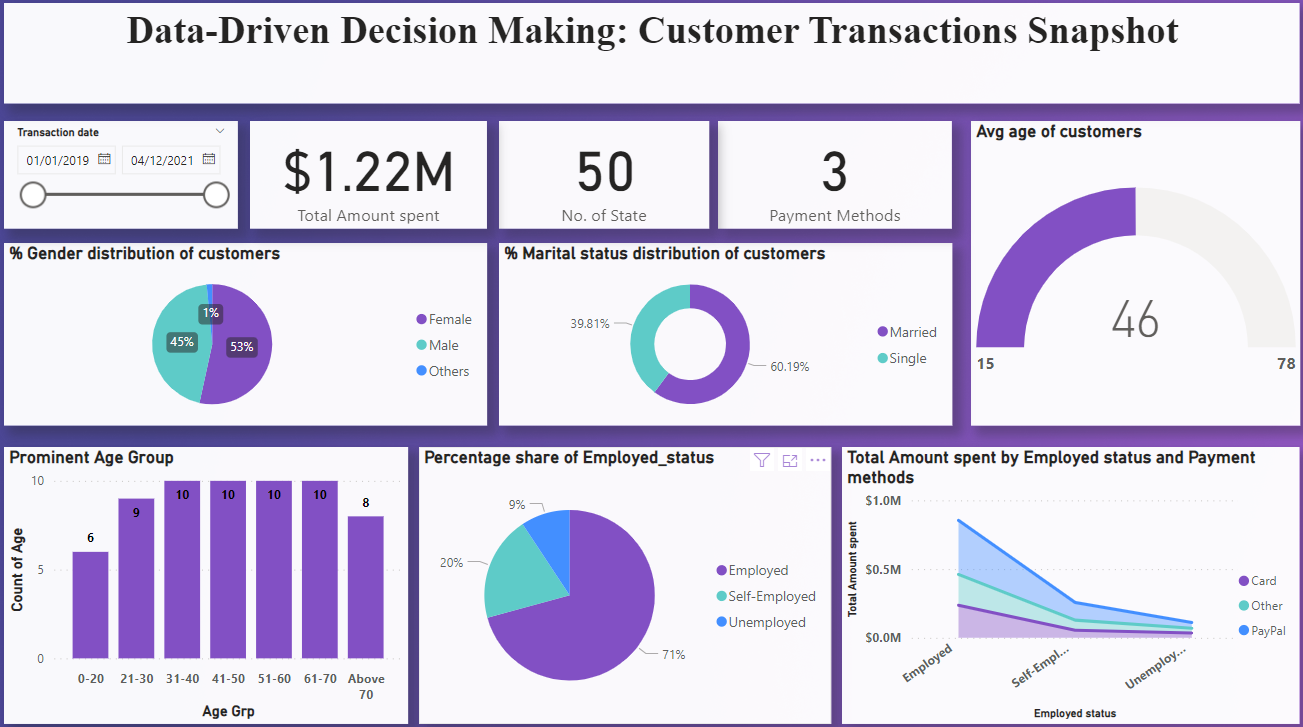 Data-Driven Decision Making: Customer Transactions Snapshot
Transaction date
01/01/2019
04/12/2021
$1.22M
Total Amount spent
50
No. of State
3
Payment Methods
Avg age of customers
46
15
78
% Gender distribution of customers
1%
45%
53%
Female
Male
Others
% Marital status distribution of customers
39.81%
60.19%
Married
Single
Prominent Age Group
Count of Age
10
5
0
6
9
10
10
10
10
8
0-20
21-30
31-40
41-50
51-60
61-70
Above
70
Age Grp
Percentage share of Employed_status
9%
20%
71%
Employed
Self-Employed
Unemployed
Total Amount spent by Employed status and Payment
methods
Total Amount spent
$1.0M
$0.5M
$0.0M
Employed
Self-Empl...
Unemploy...
Employed status
Card
Other
PayPal